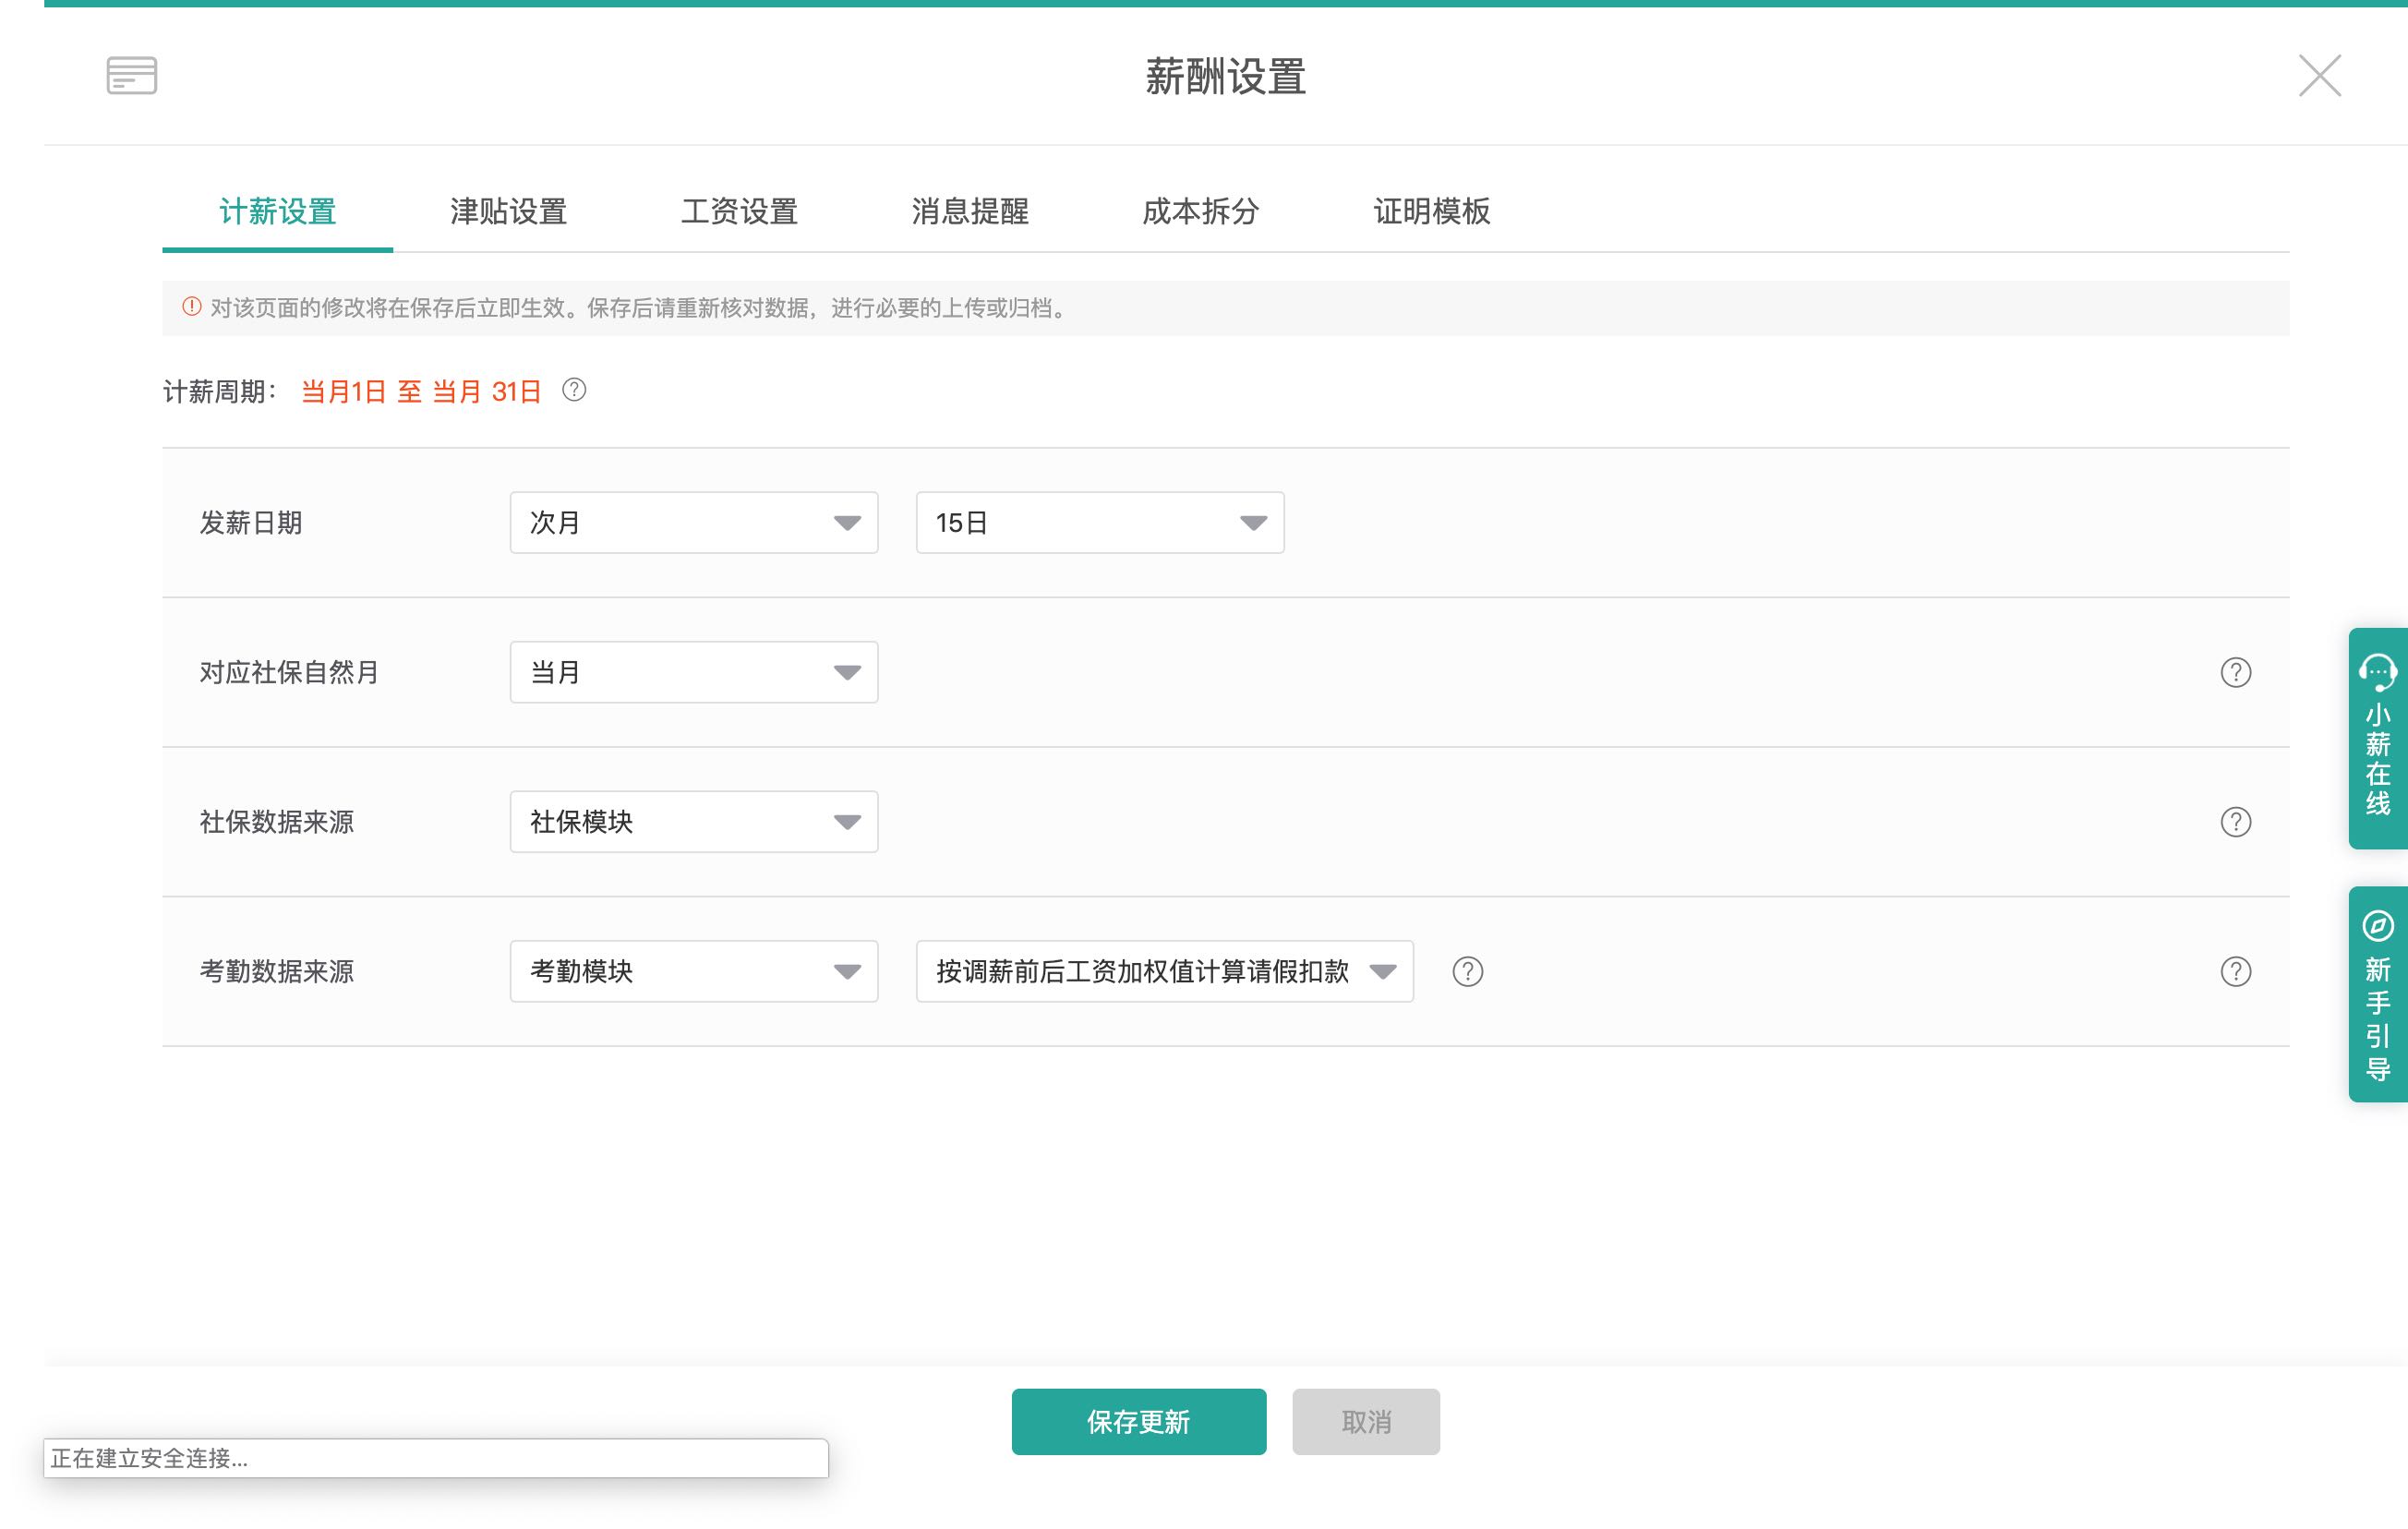 薪酬设置
计薪设置 津贴设置 工资设置 消息提醒 成本拆分 证明模板
对该页面的修改将在保存后立即生效。保存后请重新核对数据，进行必要的上传或归档。
计薪周期： 当月1日 至 当月 31日
发薪日期 次月 15日
对应社保自然月 当月
社保数据来源 社保模块
考勤数据来源 考勤模块 按调薪前后工资加权值计算请假扣款
小薪在线
新手引导
保存更新 取消
正在建立安全连接...